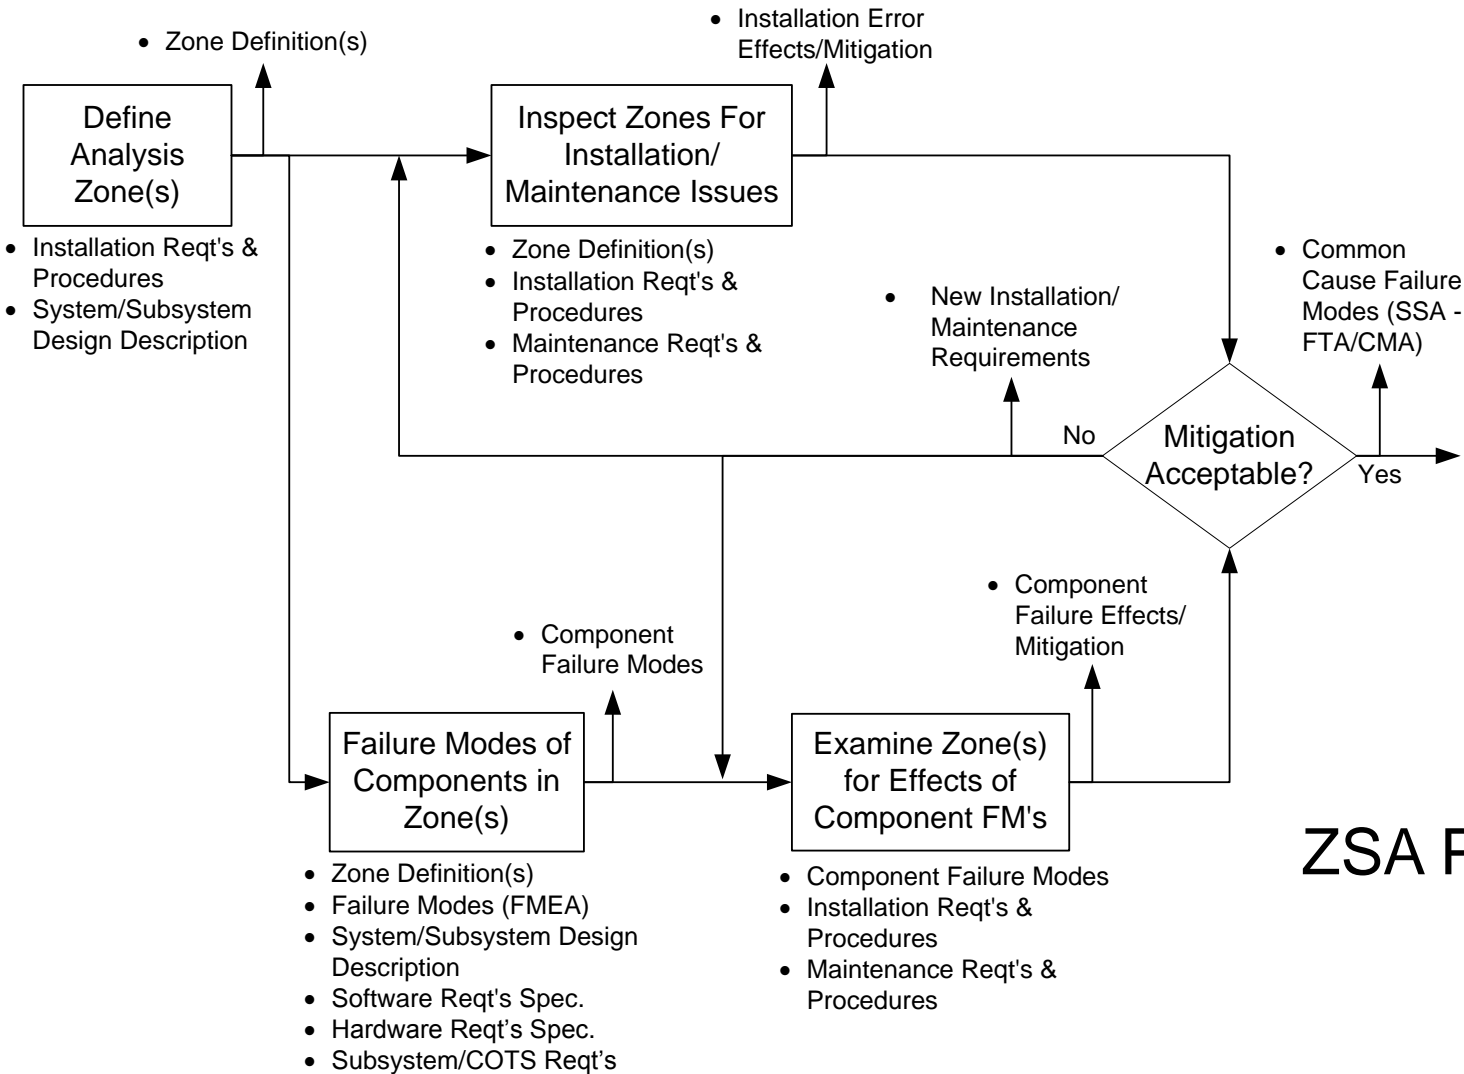 • Zone Definition(s)
• Installation Error
Effects/Mitigation
Define
Analysis
Zone(s)
Inspect Zones For
Installation/
Maintenance Issues
• Installation Reqt's &
Procedures
• System/Subsystem
Design Description
• Zone Definition(s)
• Installation Reqt's &
Procedures
• Maintenance Reqt's &
Procedures
• New Installation/
Maintenance
Requirements
• Common
Cause Failure
Modes (SSA -
FTA/CMA)
No
Mitigation
Acceptable?
Yes
• Component
Failure Modes
• Component
Failure Effects/
Mitigation
Failure Modes of
Components in
Zone(s)
Examine Zone(s)
for Effects of
Component FM's
ZSA
• Zone Definition(s)
• Failure Modes (FMEA)
• System/Subsystem Design
Description
• Software Reqt's Spec.
• Hardware Reqt’s Spec.
• Subsystem/COTS Reqt’s
• Component Failure Modes
• Installation Reqt's &
Procedures
• Maintenance Reqt's &
Procedures